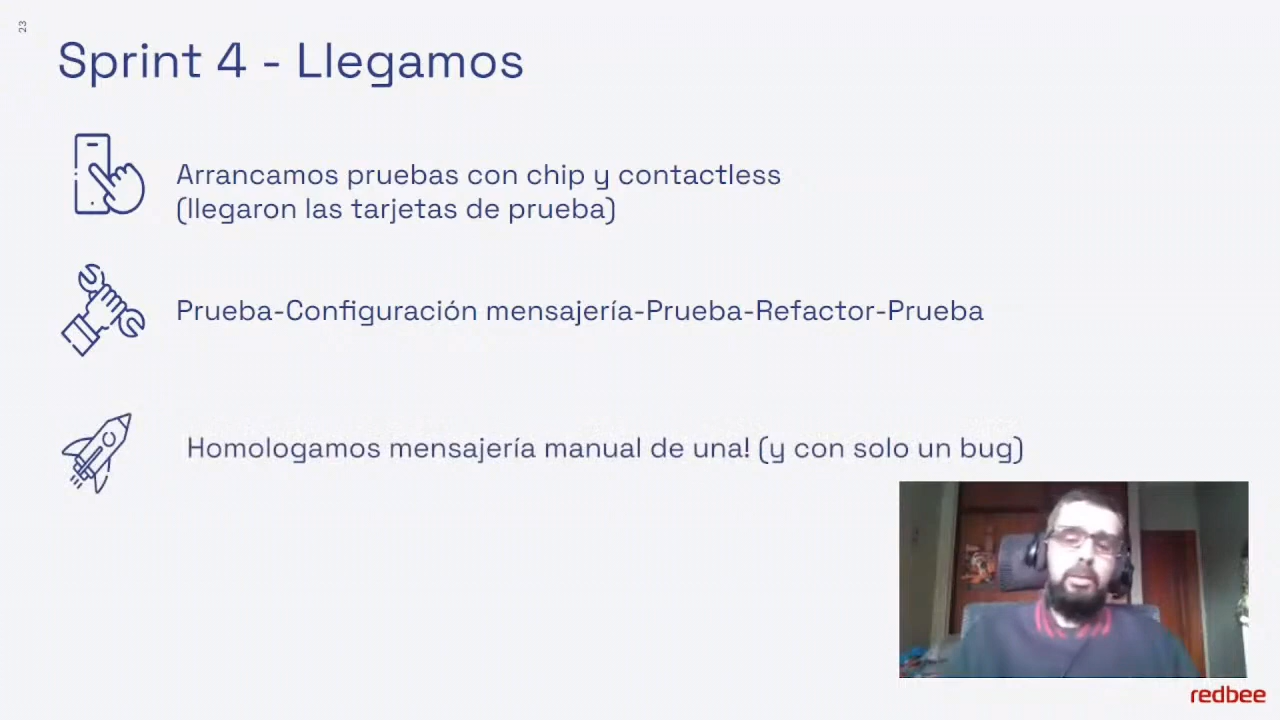 23
Sprint 4 - Llegamos
Arrancamos pruebas con chip y contactless
(llegaron las tarjetas de prueba)
Prueba-Configuración mensajería-Prueba-Refactor-Prueba
Homologamos mensajería manual de una! (y con solo un bug)
redbee